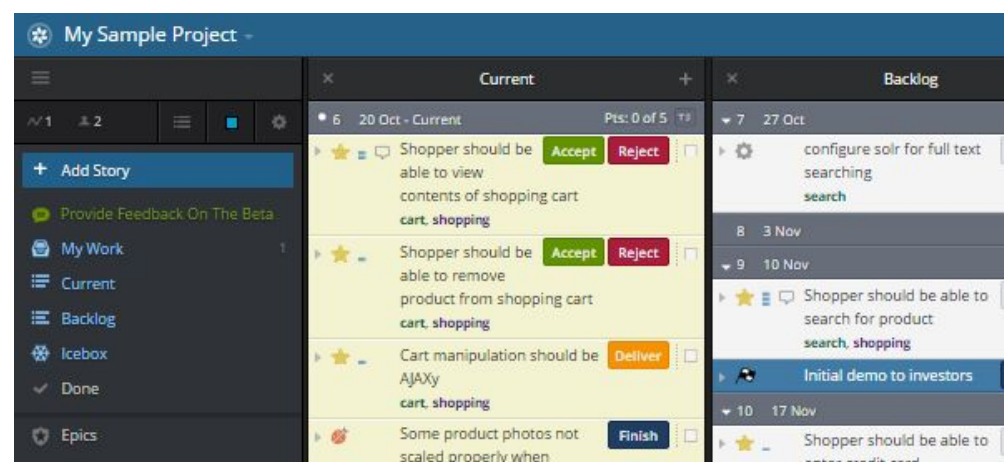 My Sample Project
Current
Backlog
1
2
6 20 Oct - Current Pts: 0 of 5
7 27 Oct
Add Story
Provide Feedback On The Beta
My Work 1
Current
Backlog
Icebox
Done
Epics
Shopper should be
able to view
contents of shopping cart
cart, shopping
Accept Reject
Shopper should be
able to remove
product from shopping cart
cart, shopping
Accept Reject
Cart manipulation should be
AJAXy
cart, shopping
Deliver
Some product photos not
scaled properly when
Finish
configure solr for full text
searching
search
8 3 Nov
9 10 Nov
Shopper should be able to
search for product
search, shopping
Initial demo to investors
10 17 Nov
Shopper should be able to
enter credit card